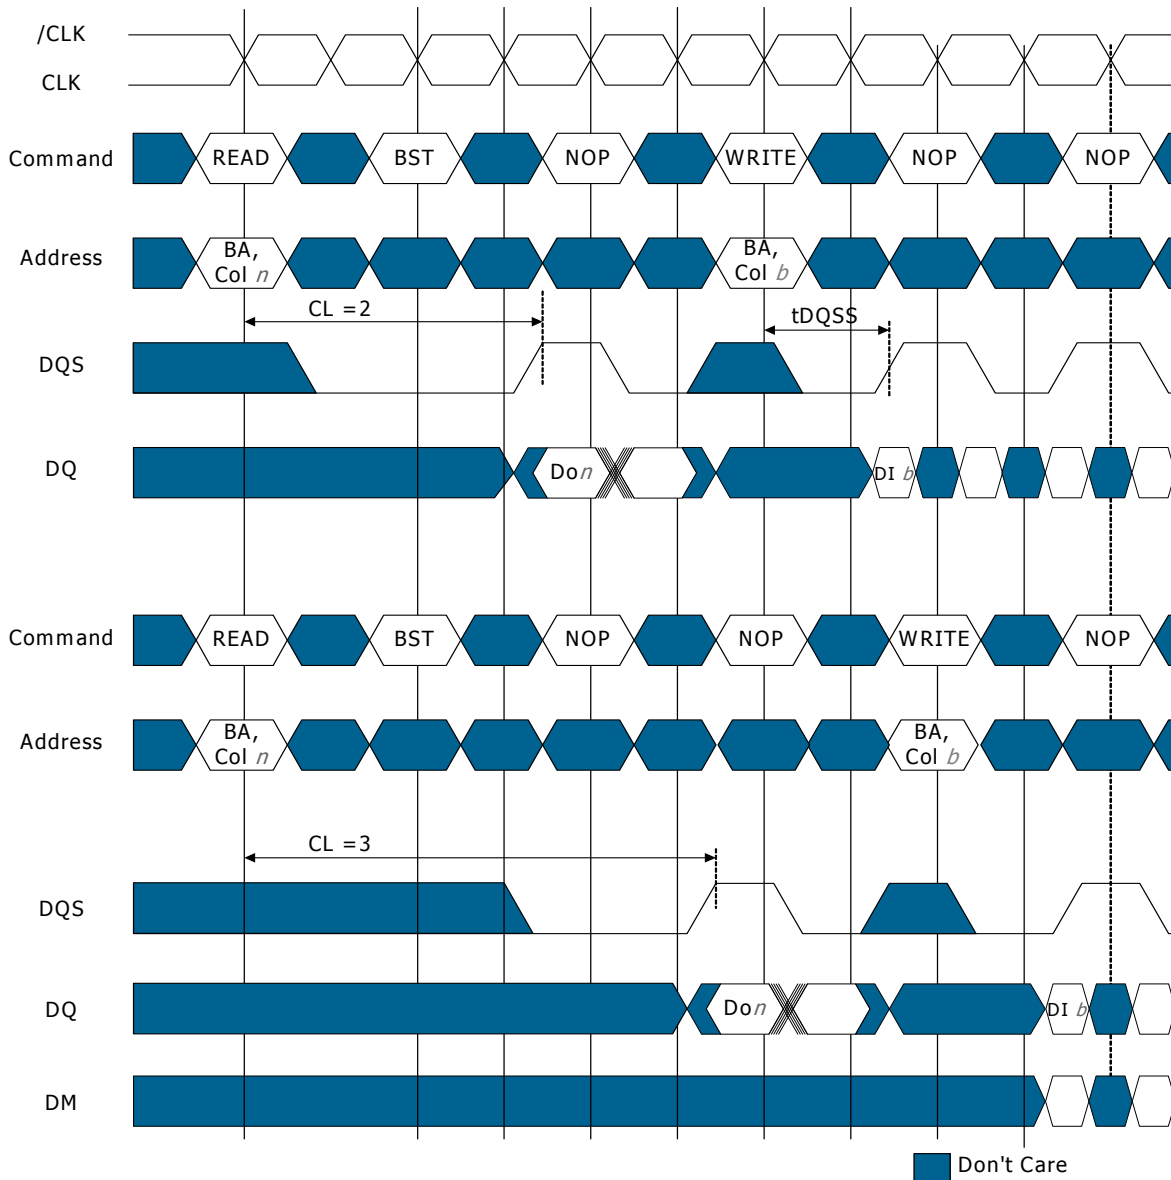 /CLK
CLK
Command
READ
BST
NOP
WRITE
NOP
NOP
Address
BA,
Col n
BA,
Col b
CL =2
tDQSS
DQS
DQ
Don
DI b
Command
READ
BST
NOP
NOP
WRITE
NOP
Address
BA,
Col n
BA,
Col b
CL =3
DQS
DQ
Don
DI b
DM
Don't Care